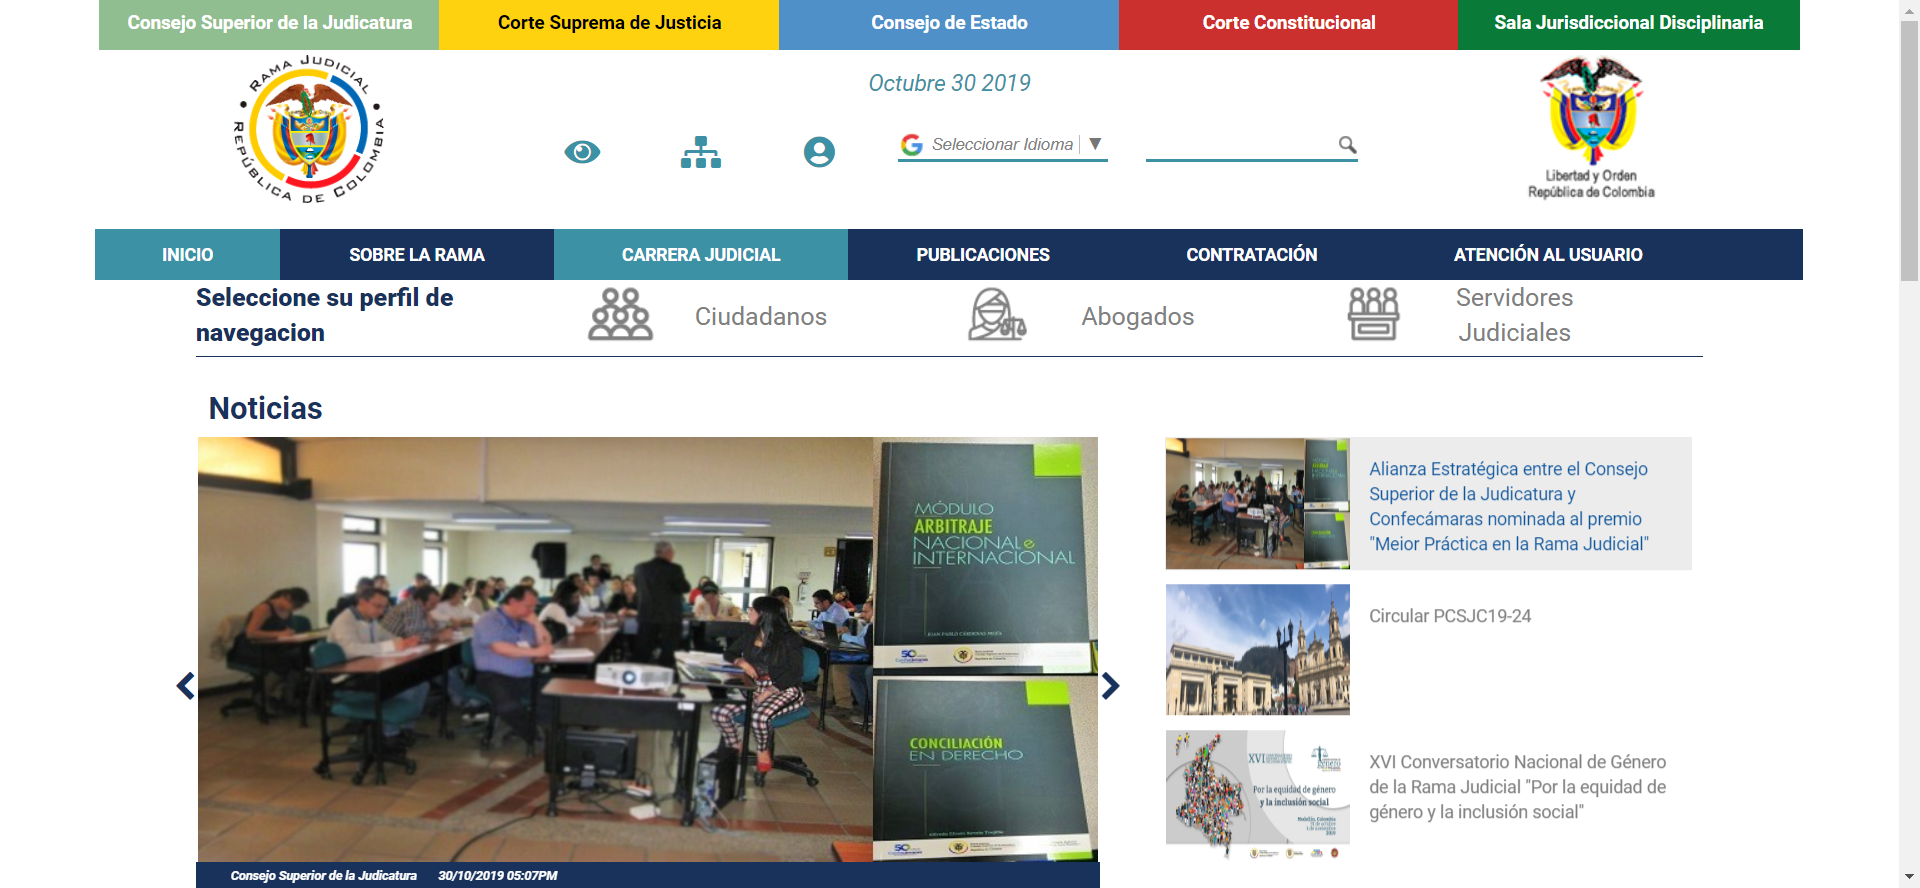 Consejo Superior de la Judicatura
Corte Suprema de Justicia
Consejo de Estado
Corte Constitucional
Sala Jurisdiccional Disciplinaria
RAMA JUDICIAL
REPÚBLICA DE COLOMBIA
Octubre 30 2019
Seleccionar Idioma ▼
Libertad y Orden
República de Colombia
INICIO
SOBRE LA RAMA
CARRERA JUDICIAL
PUBLICACIONES
CONTRATACIÓN
ATENCIÓN AL USUARIO
Seleccione su perfil de
navegacion
Ciudadanos
Abogados
Servidores
Judiciales
Noticias
MÓDULO
ARBITRAJE
NACIONAL e
INTERNACIONAL
JUAN PABLO CÁRDENAS MEJÍA
CONCILIACIÓN
EN DERECHO
Consejo Superior de la Judicatura 30/10/2019 05:07PM
Alianza Estratégica entre el Consejo
Superior de la Judicatura y
Confecámaras nominada al premio
"Meior Práctica en la Rama Judicial"
Circular PCSJC19-24
XVI
Por la equidad de género
y la inclusión social
XVI Conversatorio Nacional de Género
de la Rama Judicial "Por la equidad de
género y la inclusión social"